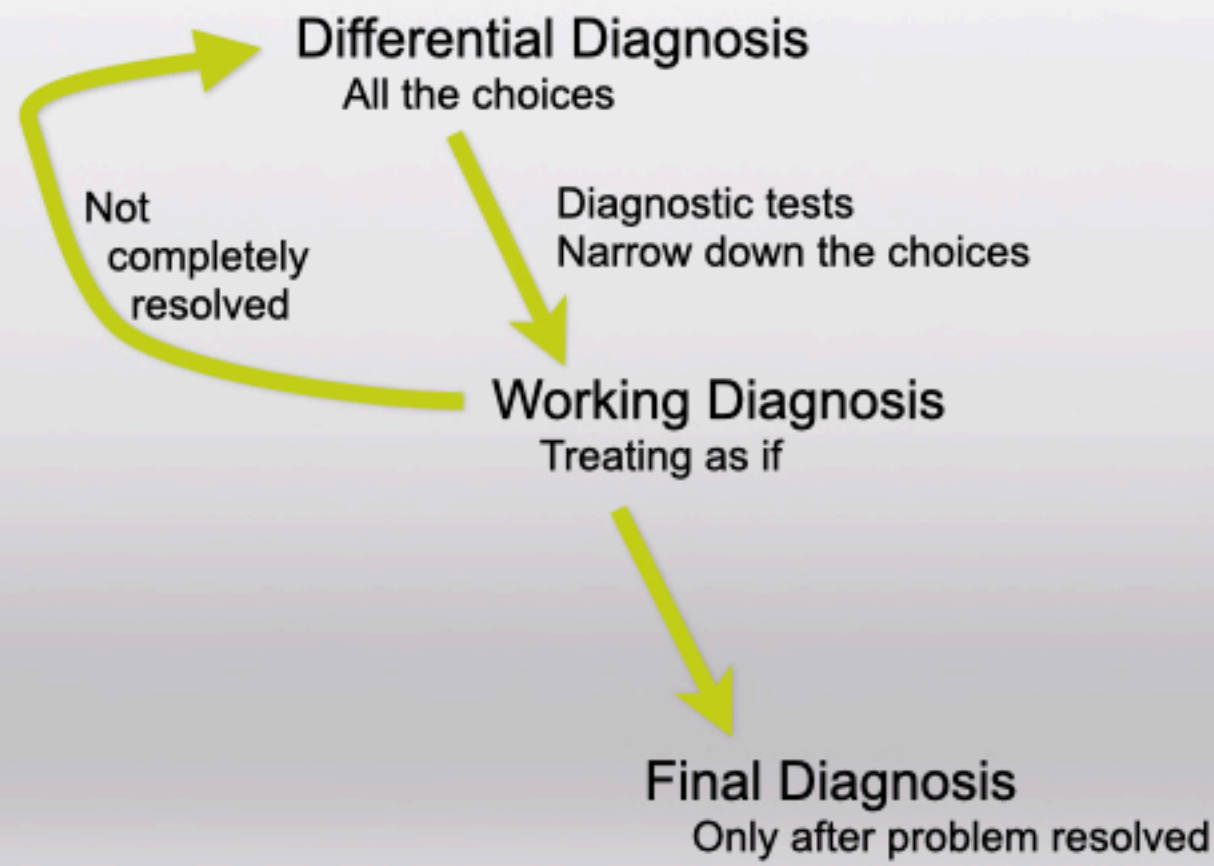 Differential Diagnosis
All the choices
Not
completely
resolved
Diagnostic tests
Narrow down the choices
Working Diagnosis
Treating as if
Final Diagnosis
Only after problem resolved